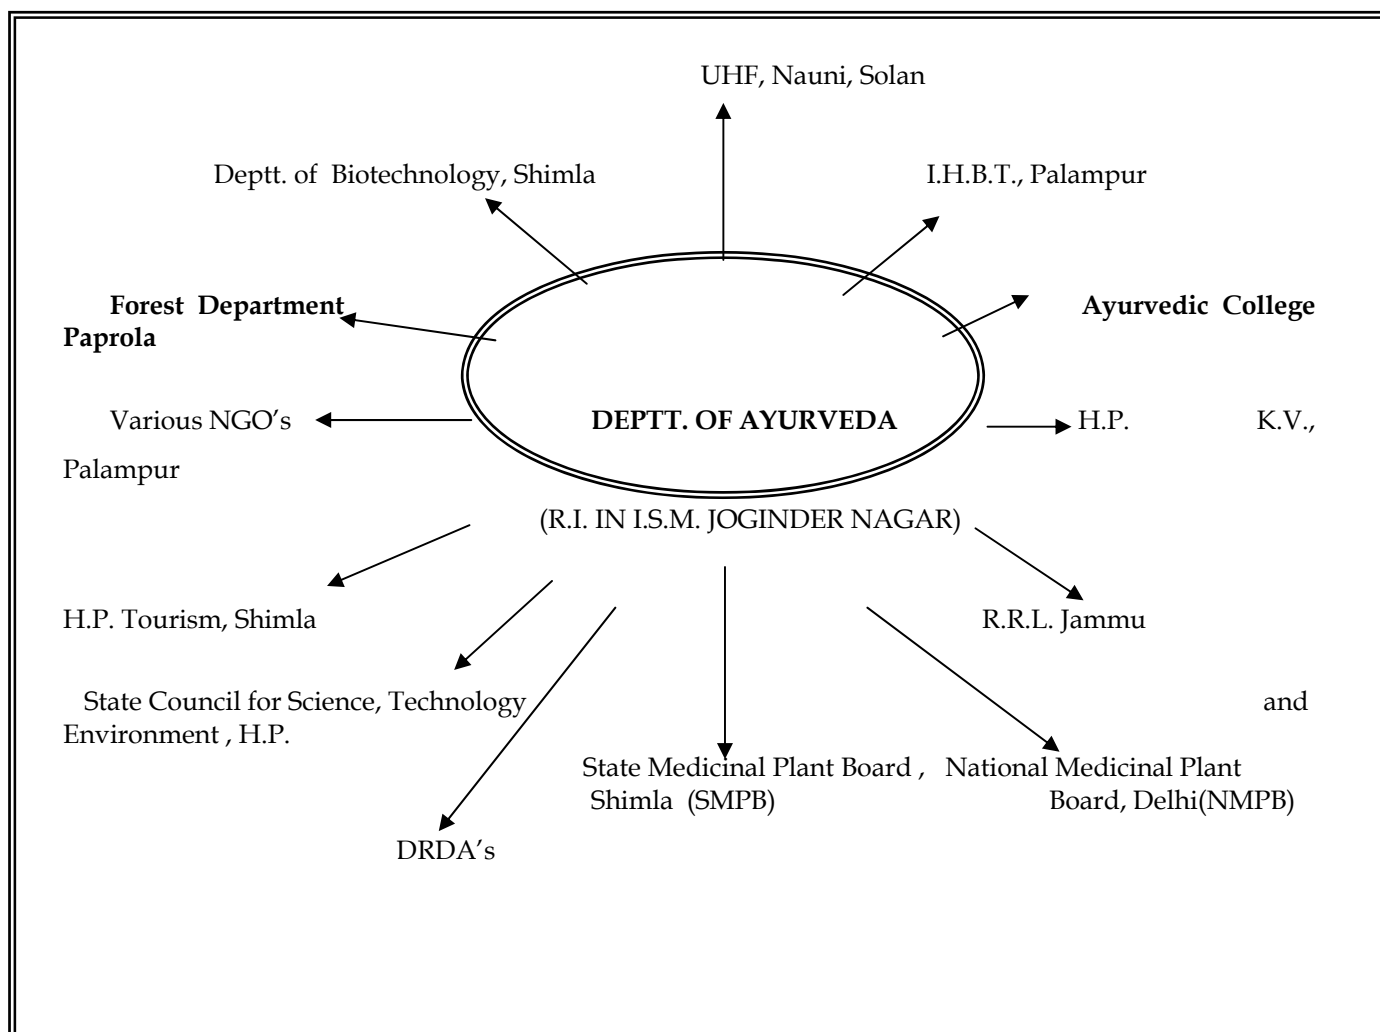 UHF, Nauni, Solan
Deptt. of Biotechnology, Shimla I.H.B.T., Palampur
Forest Department Ayurvedic College
Paprola
Various NGO's DEPTT. OF AYURVEDA H.P. K.V.,
Palampur
(R.I. IN I.S.M. JOGINDER NAGAR)
H.P. Tourism, Shimla R.R.L. Jammu
State Council for Science, Technology and
Environment , H.P.
State Medicinal Plant Board , National Medicinal Plant
Shimla (SMPB) Board, Delhi(NMPB)
DRDA's